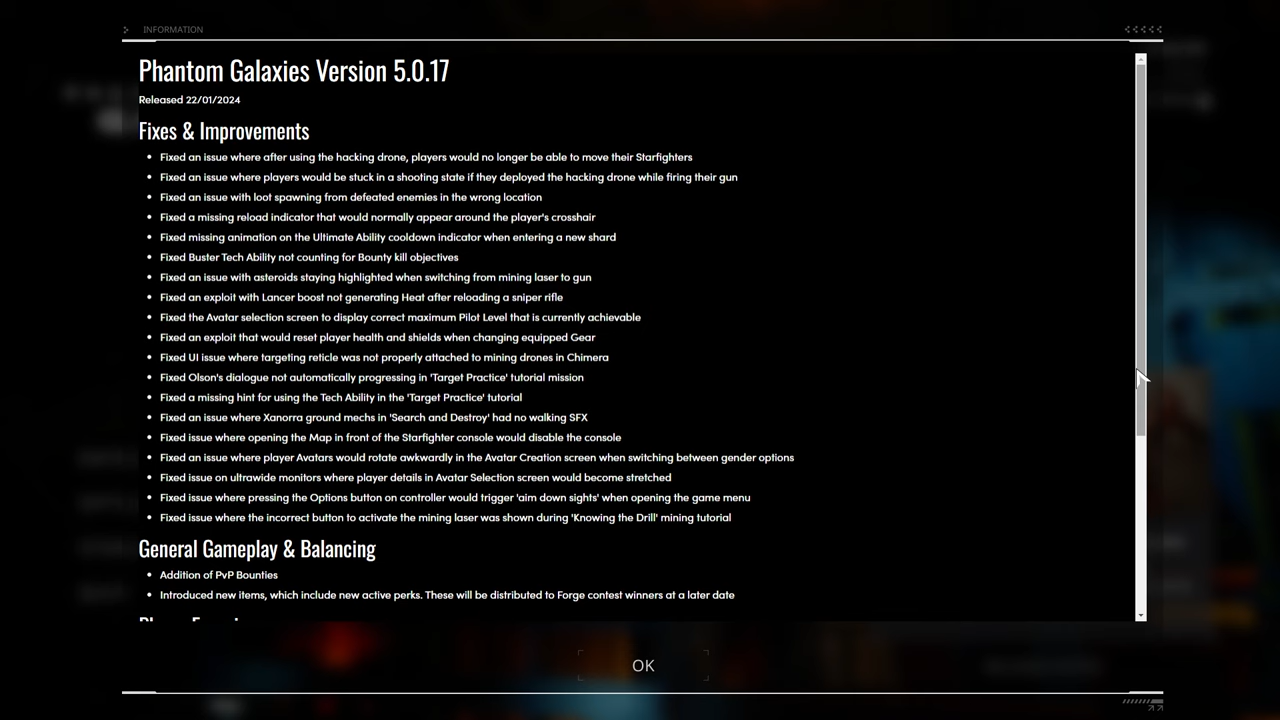 INFORMATION
Phantom Galaxies Version 5.0.17
Released 22/01/2024
Fixes & Improvements
• Fixed an issue where after using the hacking drone, players would no longer be able to move their Starfighters
• Fixed an issue where players would be stuck in a shooting state if they deployed the hacking drone while firing their gun
• Fixed an issue with loot spawning from defeated enemies in the wrong location
• Fixed a missing reload indicator that would normally appear around the player's crosshair
• Fixed missing animation on the Ultimate Ability cooldown indicator when entering a new shard
• Fixed Buster Tech Ability not counting for Bounty kill objectives
• Fixed an issue with asteroids staying highlighted when switching from mining laser to gun
• Fixed an exploit with Lancer boost not generating Heat after reloading a sniper rifle
• Fixed the Avatar selection screen to display correct maximum Pilot Level that is currently achievable
• Fixed an exploit that would reset player health and shields when changing equipped Gear
• Fixed UI issue where targeting reticle was not properly attached to mining drones in Chimera
• Fixed Olson's dialogue not automatically progressing in 'Target Practice' tutorial mission
• Fixed a missing hint for using the Tech Ability in the 'Target Practice' tutorial
• Fixed an issue where Xanorra ground mechs in 'Search and Destroy' had no walking SFX
• Fixed issue where opening the Map in front of the Starfighter console would disable the console
• Fixed an issue where player Avatars would rotate awkwardly in the Avatar Creation screen when switching between gender options
• Fixed issue on ultrawide monitors where player details in Avatar Selection screen would become stretched
• Fixed issue where pressing the Options button on controller would trigger 'aim down sights' when opening the game menu
• Fixed issue where the incorrect button to activate the mining laser was shown during 'Knowing the Drill' mining tutorial
General Gameplay & Balancing
• Addition of PvP Bounties
• Introduced new items, which include new active perks. These will be distributed to Forge contest winners at a later date
OK